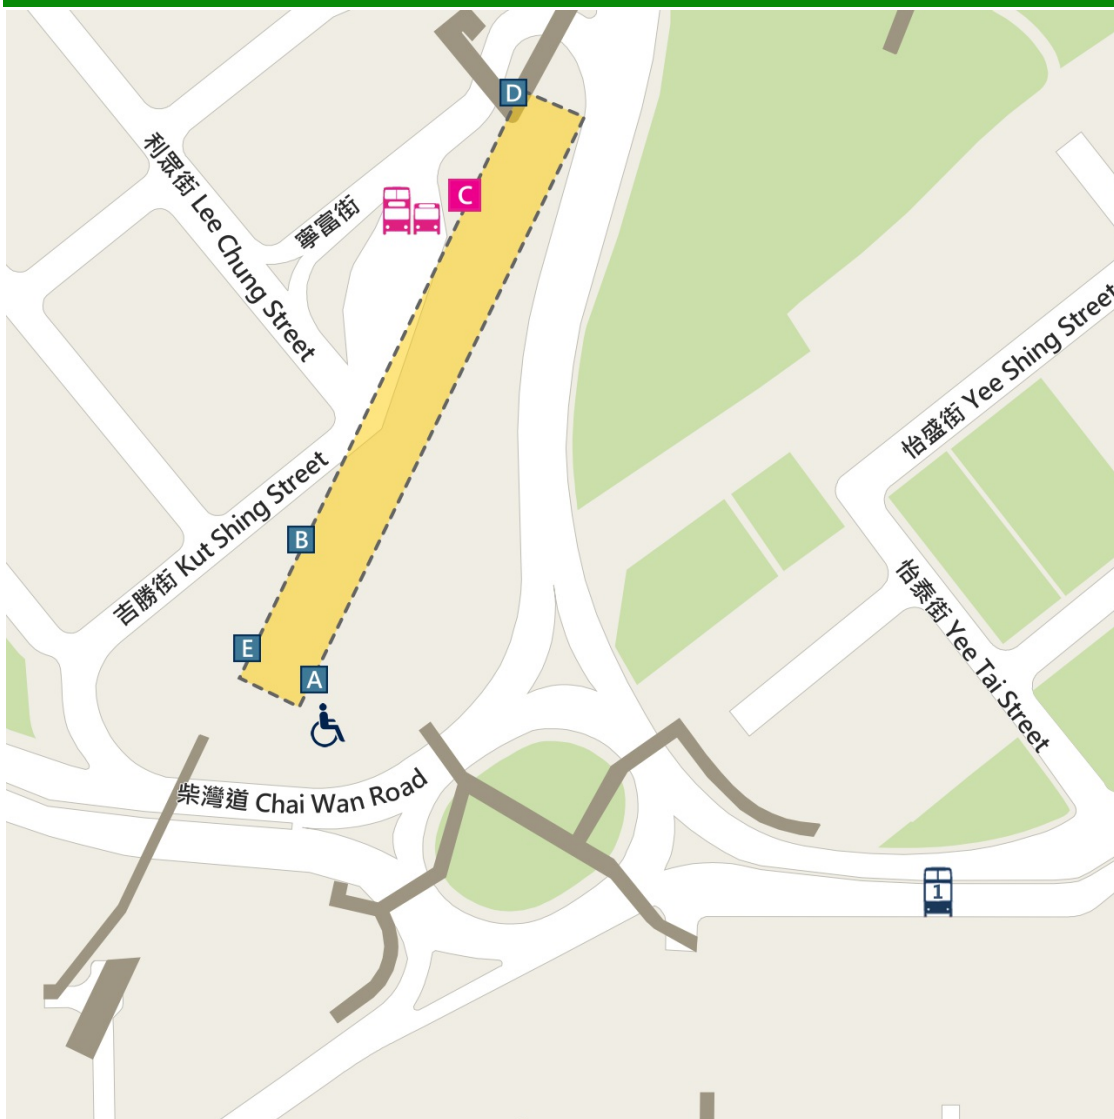 D
C
利眾街 Lee Chung Street
寧富街
怡盛街 Yee Shing Street
吉勝街 Kut Shing Street
B
怡泰街 Yee Tai Street
E
A
柴灣道 Chai Wan Road
1